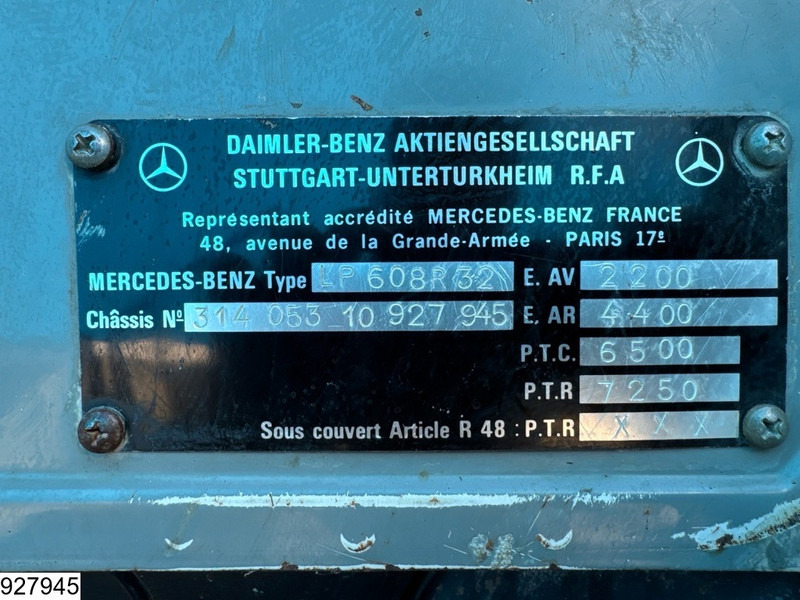 DAIMLER-BENZ AKTIENGESELLSCHAFT
STUTTGART-UNTERTURKHEIM R.F.A
Représentant accrédité MERCEDES-BENZ FRANCE
48, avenue de la Grande-Armée - PARIS 17e
MERCEDES-BENZ Type LP 608R32 E. AV 2200
Châssis Nº 314 053 10 927 945 E. AR 4400
P.T.C. 6500
P.T.R 7250
Sous couvert Article R 48 : P.T.R X X X
927945